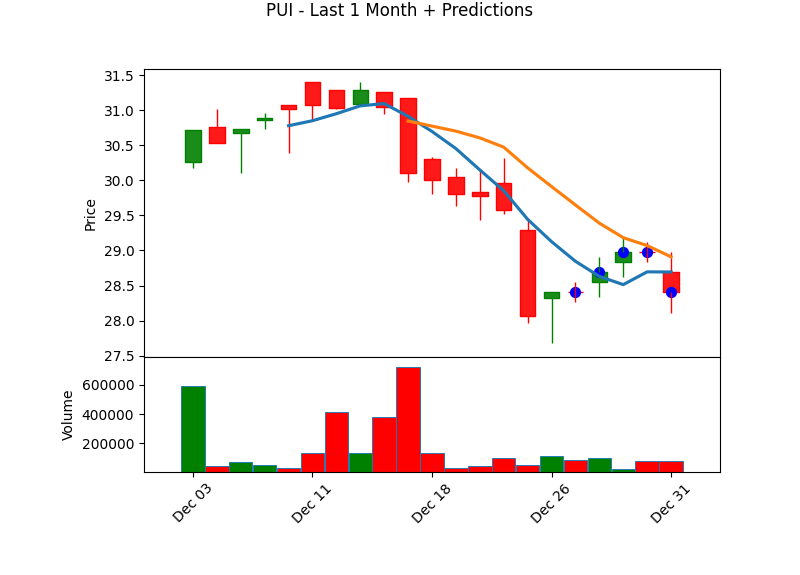 PUI - Last 1 Month + Predictions
31.5
31.0
30.5
30.0
29.5
29.0
28.5
28.0
27.5
Price
600000
400000
200000
Volume
Dec 03
Dec 11
Dec 18
Dec 26
Dec 31